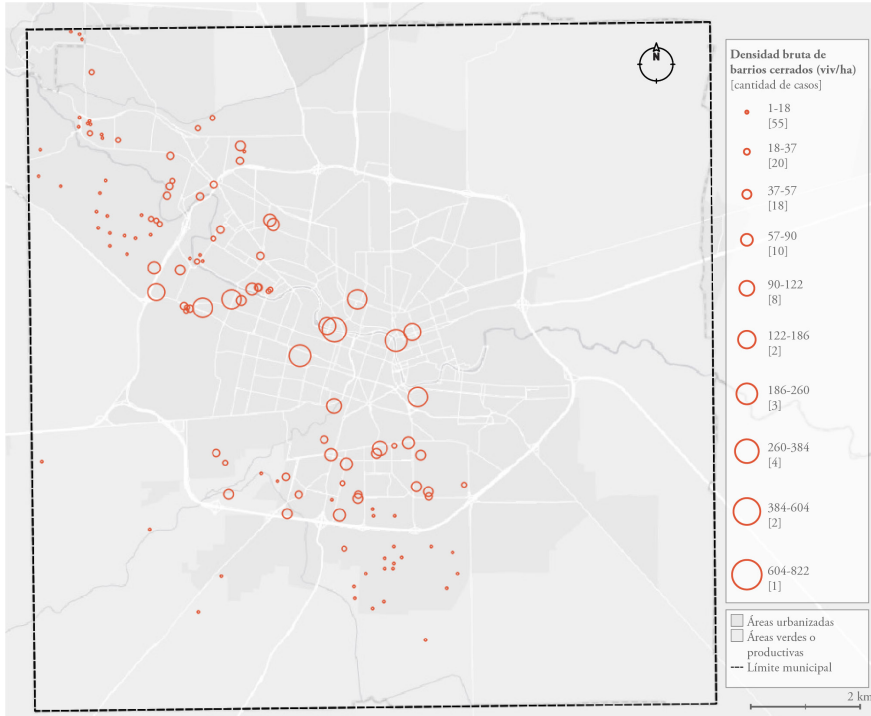 N
Densidad bruta de
barrios cerrados (viv/ha)
[cantidad de casos]
1-18
[55]
18-37
[20]
37-57
[18]
57-90
[10]
90-122
[8]
122-186
[2]
186-260
[3]
260-384
[4]
384-604
[2]
604-822
[1]
Áreas urbanizadas
Áreas verdes o
productivas
Límite municipal
2 km